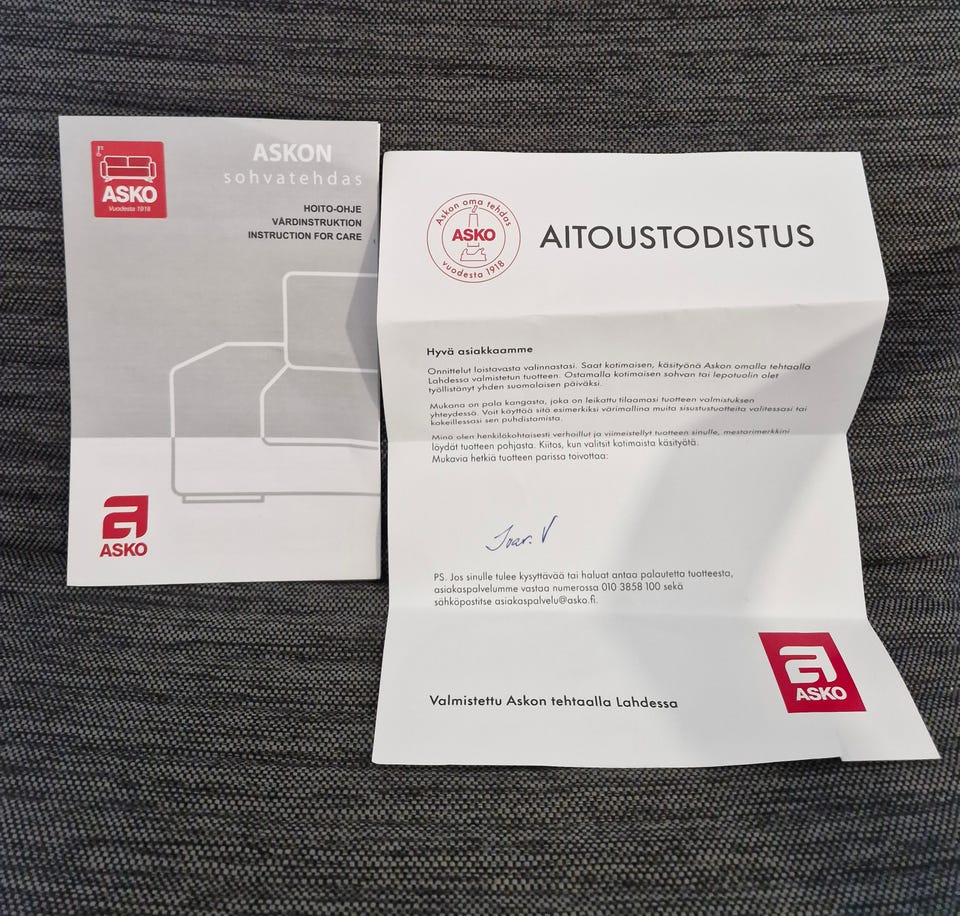 ASKO
Vuodesta 1918
ASKON
sohvatehdas
HOITO-OHJE
VÅRDINSTRUKTION
INSTRUCTION FOR CARE
ASKO
Askon oma tehdas
ASKO
vuodesta 1918
AITOUSTODISTUS
Hyvä asiakkaamme
Onnittelut loistavasta valinnastasi. Saat kotimaisen, käsityönä Askon omalla tehtaalla
Lahdessa valmistetun tuotteen. Ostamalla kotimaisen sohvan tai lepotuolin olet
työllistänyt yhden suomalaisen päiväksi.
Mukana on pala kangasta, joka on leikattu tilaamasi tuotteen valmistuksen
yhteydessä. Voit käyttää sitä esimerkiksi värimallina muita sisustustuotteita valitessasi tai
kokeillessasi sen puhdistamista.
Minä olen henkilökohtaisesti verhoillut ja viimeistellyt tuotteen sinulle, mestarimerkkini
löydät tuotteen pohjasta. Kiitos, kun valitsit kotimaista käsityötä.
Mukavia hetkiä tuotteen parissa toivottaa:
PS. Jos sinulle tulee kysyttävää tai haluat antaa palautetta tuotteesta,
asiakaspalvelumme vastaa numerossa 010 3858 100 sekä
sähköpostitse asiakaspalvelu@asko.fi.
Valmistettu Askon tehtaalla Lahdessa
ASKO